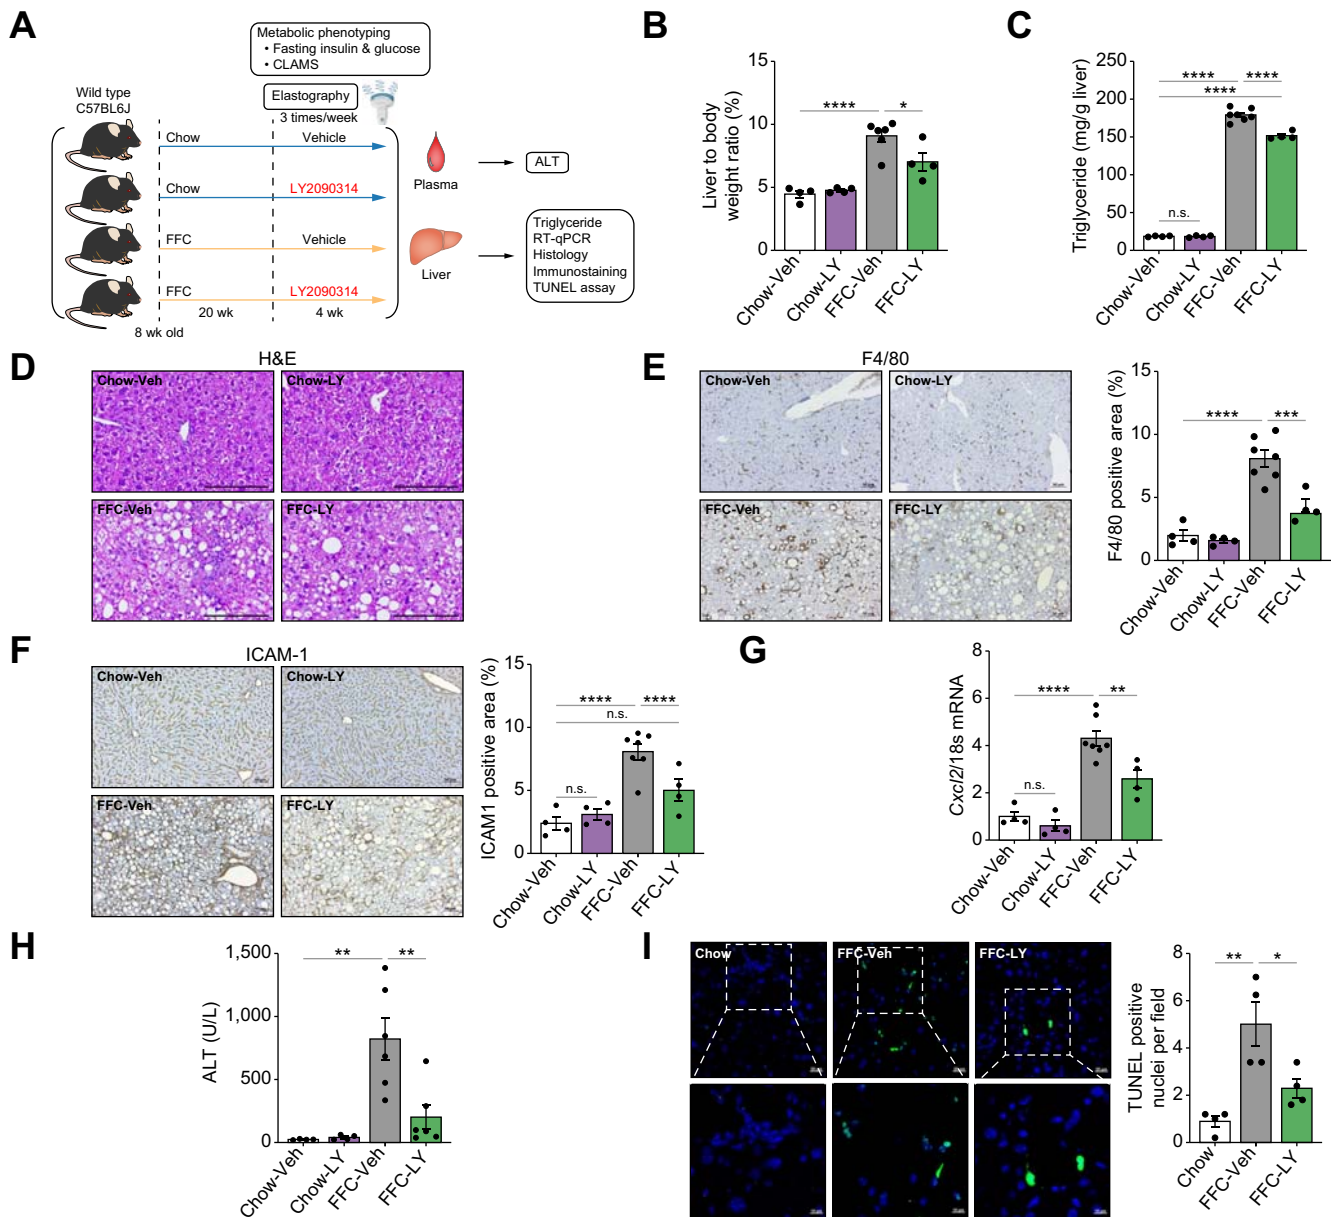 A
Metabolic phenotyping
• Fasting insulin & glucose
• CLAMS
Elastography
3 times/week
Wild type
C57BL6J
Chow
Vehicle
Chow
LY2090314
FFC
Vehicle
FFC
LY2090314
20 wk
4 wk
8 wk old
Plasma
ALT
Liver
Triglyceride
RT-qPCR
Histology
Immunostaining
TUNEL assay
B
Liver to body
weight ratio (%)
15
10
5
0
****
*
Chow-Veh
Chow-LY
FFC-Veh
FFC-LY
C
Triglyceride (mg/g liver)
250
200
150
100
50
0
****
****
****
n.s.
Chow-Veh
Chow-LY
FFC-Veh
FFC-LY
D
H&E
Chow-Veh
Chow-LY
FFC-Veh
FFC-LY
E
F4/80
Chow-Veh
Chow-LY
FFC-Veh
FFC-LY
F4/80 positive area (%)
15
10
5
0
****
***
Chow-Veh
Chow-LY
FFC-Veh
FFC-LY
F
ICAM-1
Chow-Veh
Chow-LY
FFC-Veh
FFC-LY
ICAM1 positive area (%)
15
10
5
0
****
****
n.s.
n.s.
Chow-Veh
Chow-LY
FFC-Veh
FFC-LY
G
Cxcl2/18s mRNA
8
6
4
2
0
****
**
n.s.
Chow-Veh
Chow-LY
FFC-Veh
FFC-LY
H
ALT (U/L)
1,500
1,000
500
0
**
**
Chow-Veh
Chow-LY
FFC-Veh
FFC-LY
I
Chow
FFC-Veh
FFC-LY
TUNEL positive
nuclei per field
8
6
4
2
0
**
*
Chow
FFC-Veh
FFC-LY